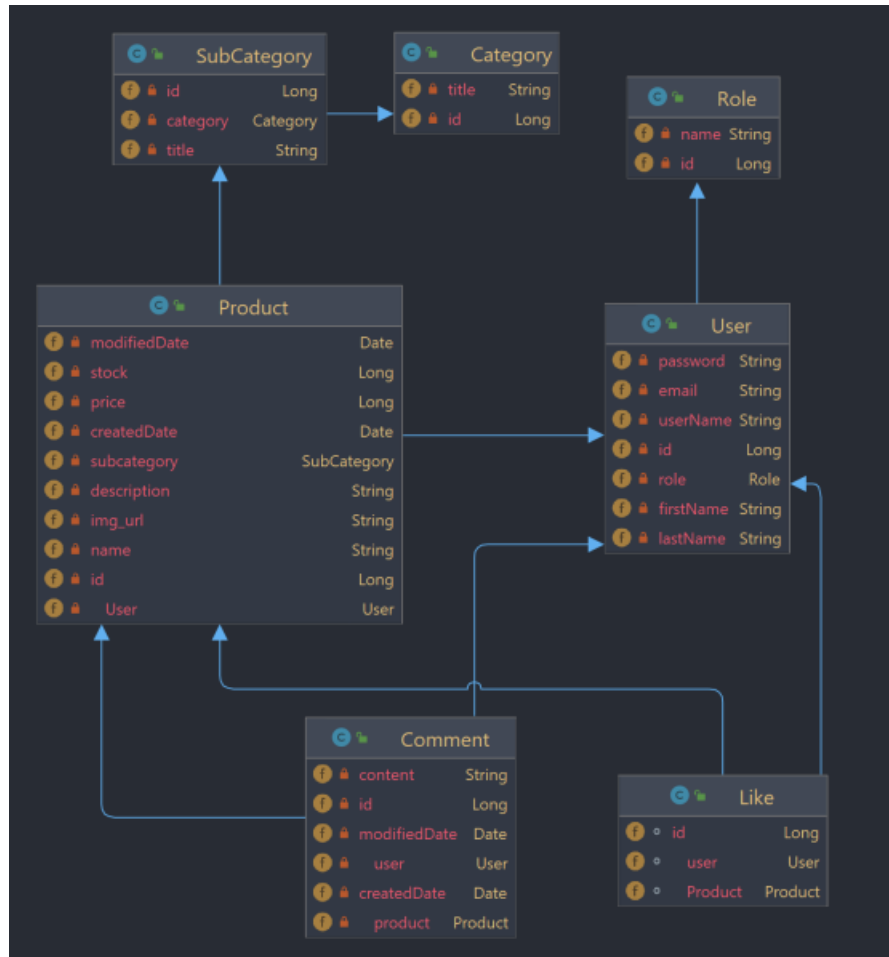 SubCategory
id Long
category Category
title String
Category
title String
id Long
Role
name String
id Long
Product
modifiedDate Date
stock Long
price Long
createdDate Date
subcategory SubCategory
description String
img_url String
name String
id Long
User User
User
password String
email String
userName String
id Long
role Role
firstName String
lastName String
Comment
content String
id Long
modifiedDate Date
user User
createdDate Date
product Product
Like
id Long
user User
Product Product